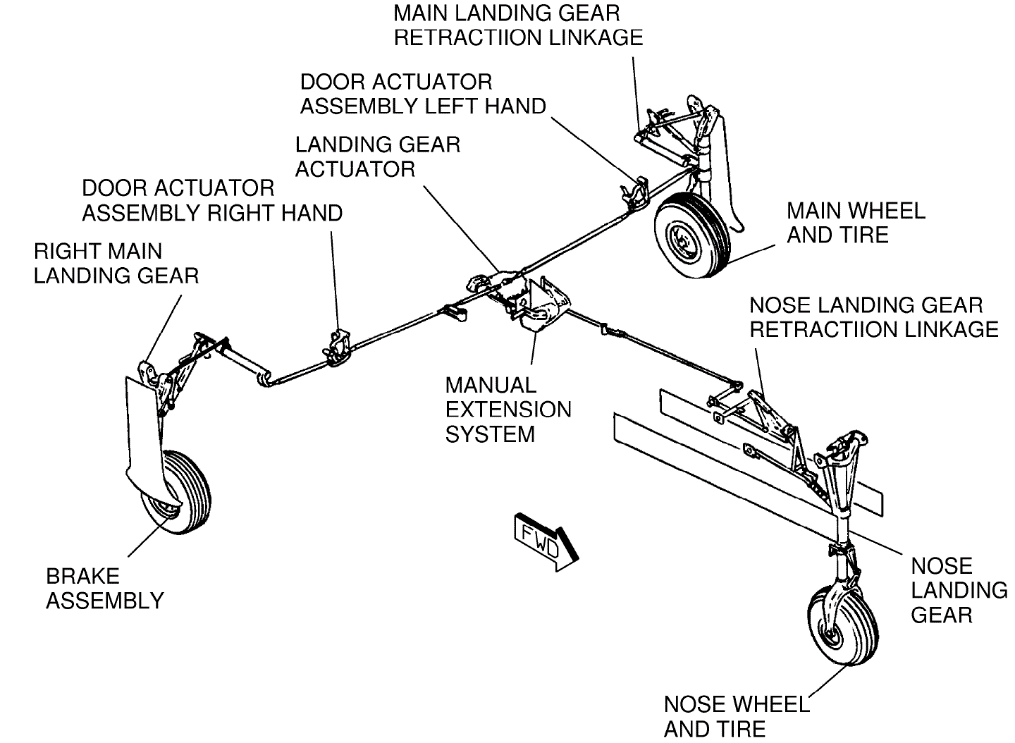 MAIN LANDING GEAR
RETRACTIION LINKAGE
DOOR ACTUATOR
ASSEMBLY LEFT HAND
LANDING GEAR
ACTUATOR
DOOR ACTUATOR
ASSEMBLY RIGHT HAND
RIGHT MAIN
LANDING GEAR
MAIN WHEEL
AND TIRE
NOSE LANDING GEAR
RETRACTIION LINKAGE
MANUAL
EXTENSION
SYSTEM
FWD
BRAKE
ASSEMBLY
NOSE
LANDING
GEAR
NOSE WHEEL
AND TIRE